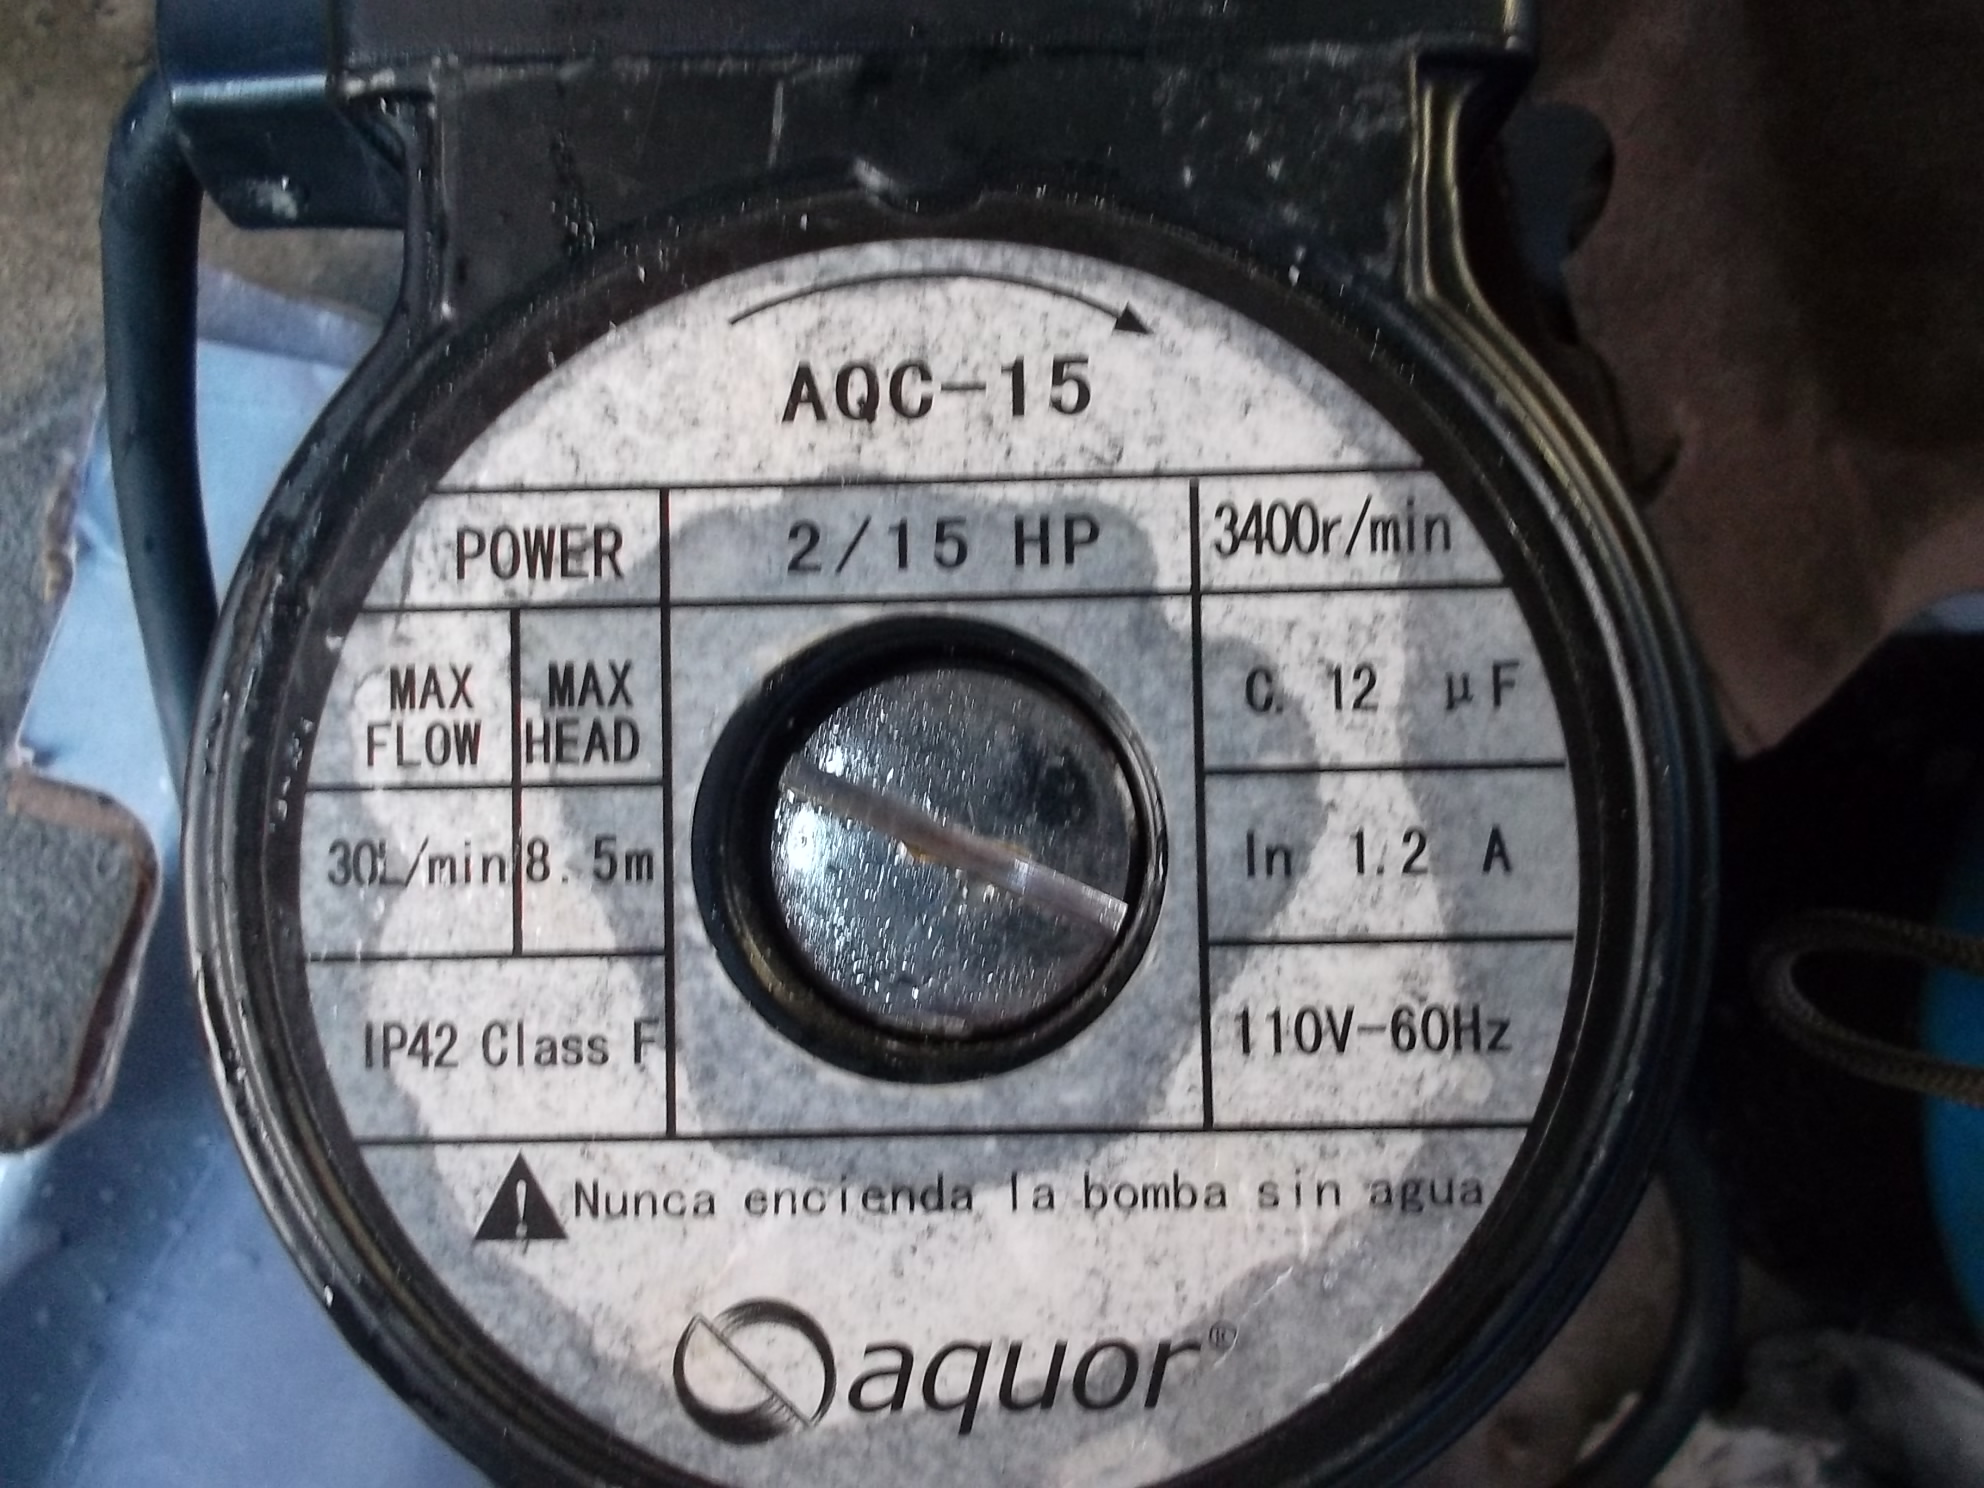 AQC-15
POWER 2/15 HP 3400r/min
MAX FLOW
MAX HEAD
C. 12 μF
30L/min 8.5m
In 1.2 A
IP42 Class F
110V-60Hz
Nunca encienda la bomba sin agua
aquor®